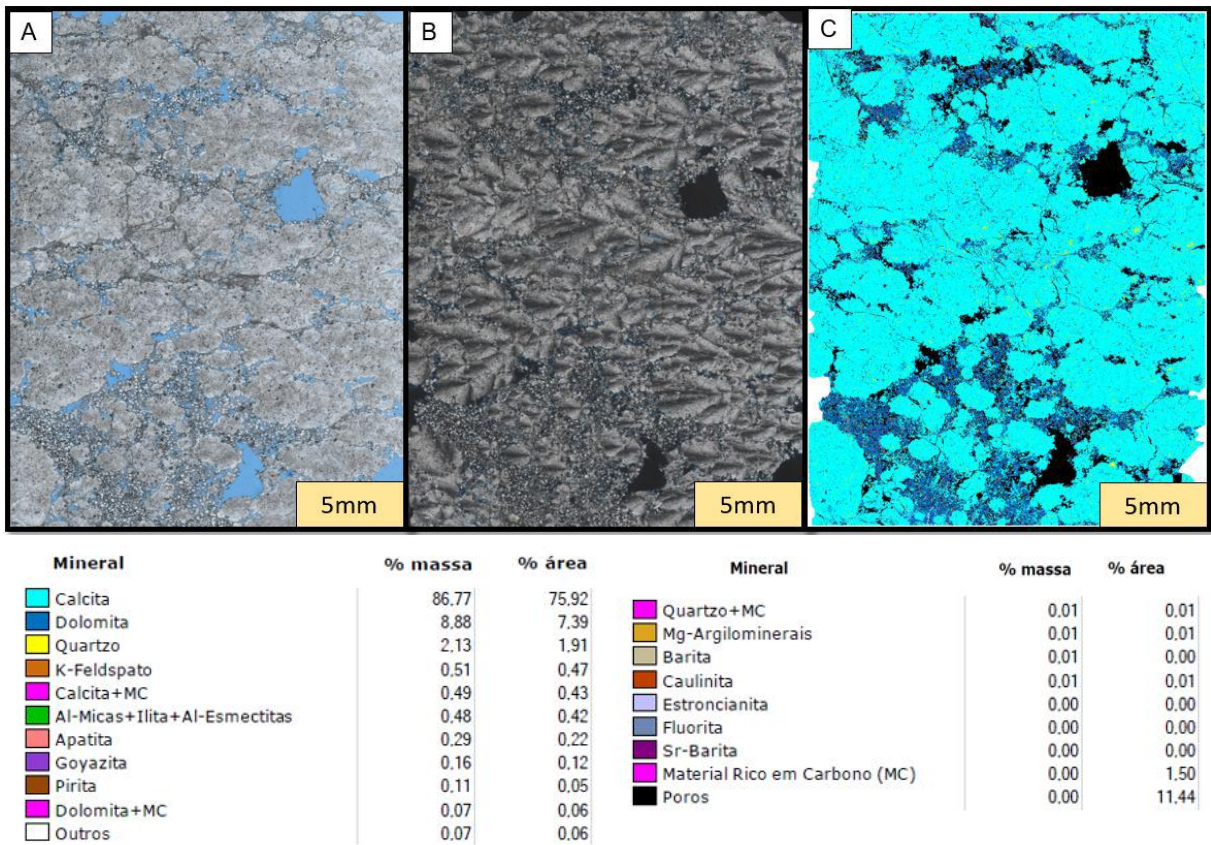 A B C
5mm 5mm 5mm
Mineral % massa % área
Calcita 86,77 75,92
Dolomita 8,88 7,39
Quartzo 2,13 1,91
K-Feldspato 0,51 0,47
Calcita+MC 0,49 0,43
Al-Micas+Ilita+Al-Esmectitas 0,48 0,42
Apatita 0,29 0,22
Goyazita 0,16 0,12
Pirita 0,11 0,05
Dolomita+MC 0,07 0,06
Outros 0,07 0,06
Mineral % massa % área
Quartzo+MC 0,01 0,01
Mg-Argilominerais 0,01 0,01
Barita 0,01 0,00
Caulinita 0,01 0,01
Estroncianita 0,00 0,00
Fluorita 0,00 0,00
Sr-Barita 0,00 0,00
Material Rico em Carbono (MC) 0,00 1,50
Poros 0,00 11,44